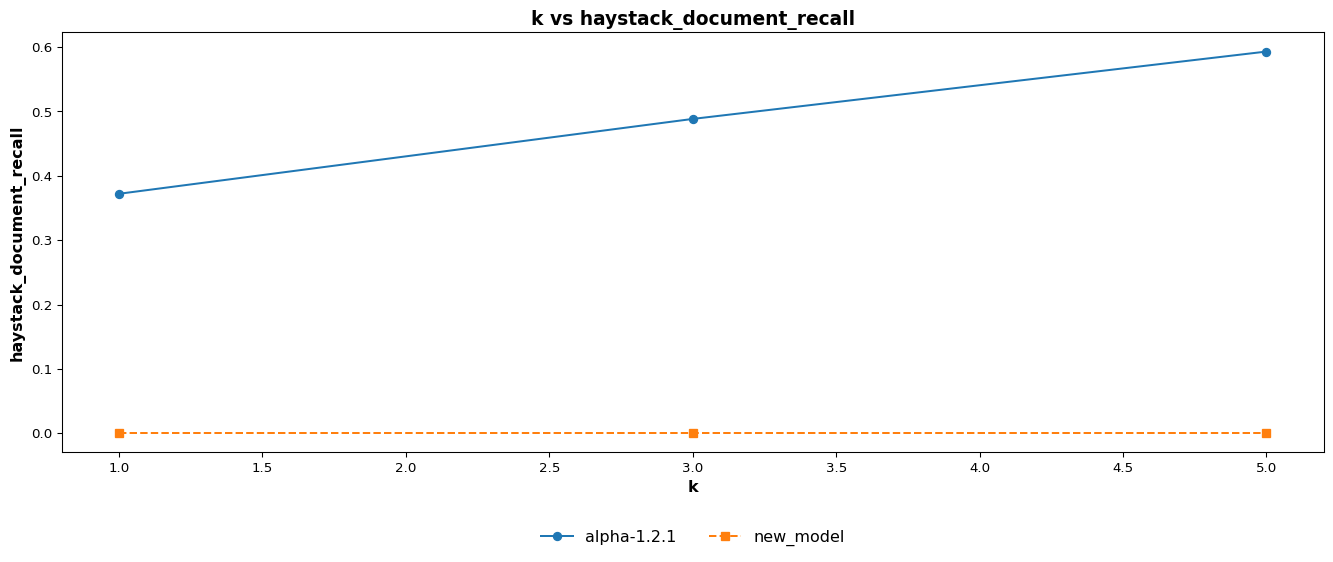 k vs haystack_document_recall
haystack_document_recall
0.6
0.5
0.4
0.3
0.2
0.1
0.0
1.0 1.5 2.0 2.5 3.0 3.5 4.0 4.5 5.0
k
alpha-1.2.1 new_model